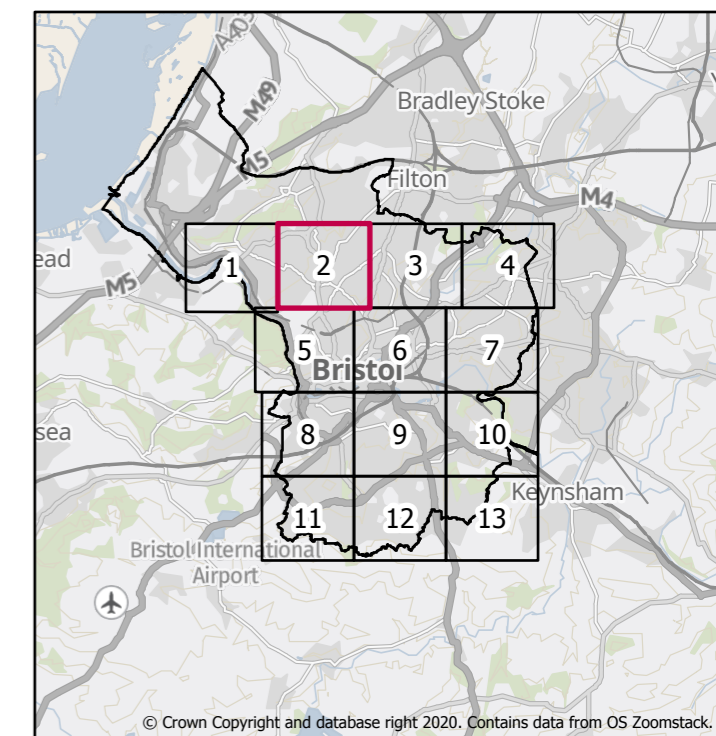 A403
M49
Bradley Stoke
M5
Filton
M4
ead
1
2
3
4
M5
5
6
7
Bristol
sea
8
9
10
Keynsham
11
12
13
Bristol International
Airport
© Crown Copyright and database right 2020. Contains data from OS Zoomstack.